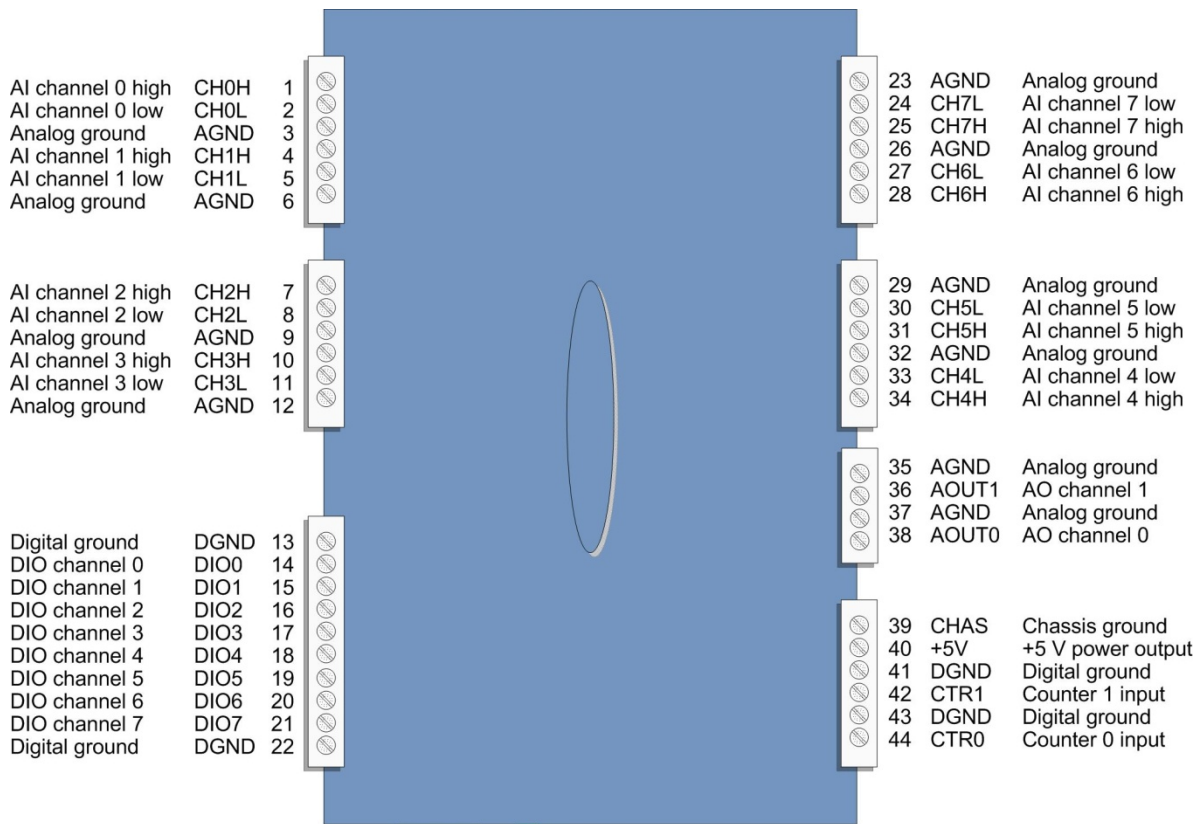 AI channel 0 high CH0H 1
AI channel 0 low CH0L 2
Analog ground AGND 3
AI channel 1 high CH1H 4
AI channel 1 low CH1L 5
Analog ground AGND 6
AI channel 2 high CH2H 7
AI channel 2 low CH2L 8
Analog ground AGND 9
AI channel 3 high CH3H 10
AI channel 3 low CH3L 11
Analog ground AGND 12
Digital ground DGND 13
DIO channel 0 DIO0 14
DIO channel 1 DIO1 15
DIO channel 2 DIO2 16
DIO channel 3 DIO3 17
DIO channel 4 DIO4 18
DIO channel 5 DIO5 19
DIO channel 6 DIO6 20
DIO channel 7 DIO7 21
Digital ground DGND 22
23 AGND Analog ground
24 CH7L AI channel 7 low
25 CH7H AI channel 7 high
26 AGND Analog ground
27 CH6L AI channel 6 low
28 CH6H AI channel 6 high
29 AGND Analog ground
30 CH5L AI channel 5 low
31 CH5H AI channel 5 high
32 AGND Analog ground
33 CH4L AI channel 4 low
34 CH4H AI channel 4 high
35 AGND Analog ground
36 AOUT1 AO channel 1
37 AGND Analog ground
38 AOUT0 AO channel 0
39 CHAS Chassis ground
40 +5V +5 V power output
41 DGND Digital ground
42 CTR1 Counter 1 input
43 DGND Digital ground
44 CTR0 Counter 0 input